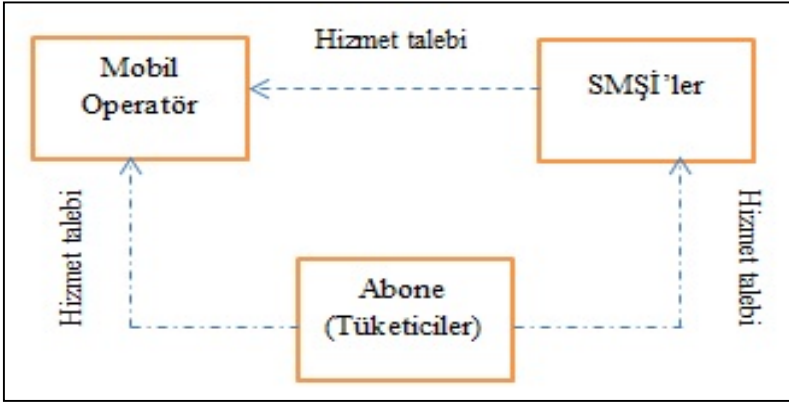 Hizmet talebi
Mobil
Operatör
SMŞİ’ler
Hizmet talebi
Hizmet talebi
Abone
(Tüketiciler)